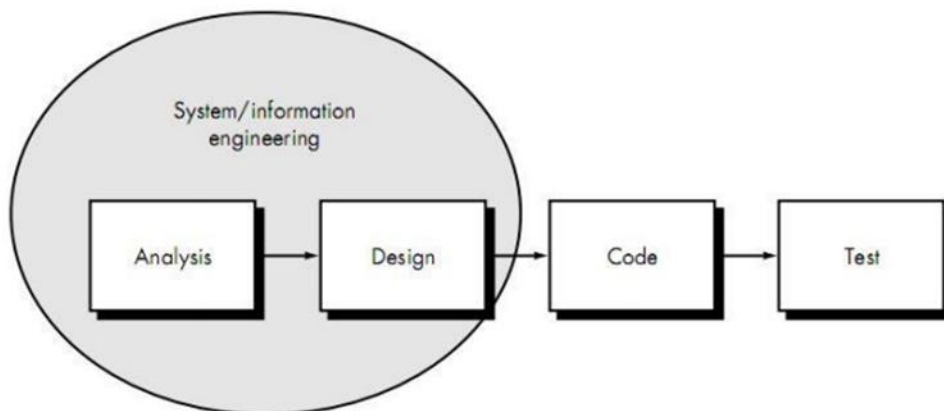 System/information
engineering
Analysis
Design
Code
Test